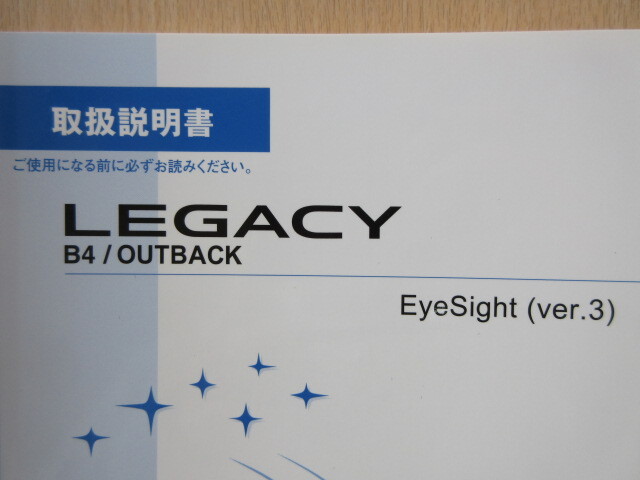 取扱説明書
ご使用になる前に必ずお読みください。
LEGACY
B4 / OUTBACK
EyeSight (ver.3)